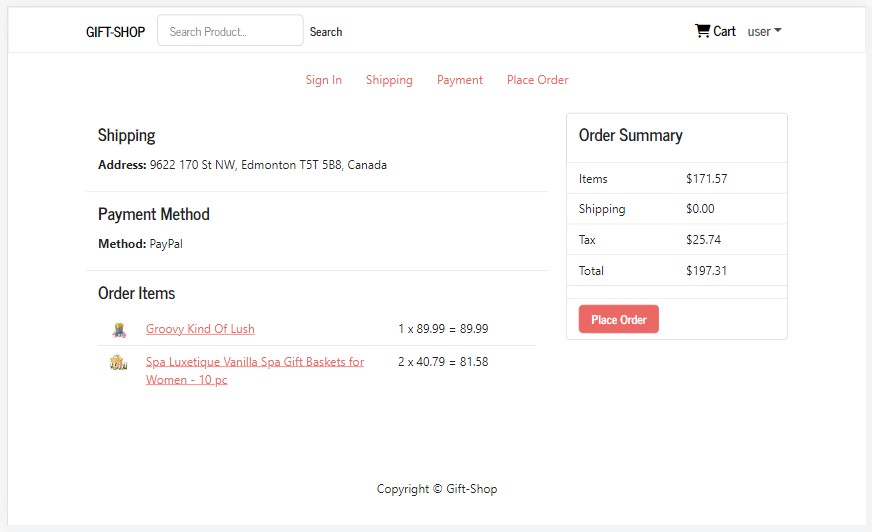 GIFT-SHOP Search Product... Search Cart user
Sign In Shipping Payment Place Order
Shipping
Address: 9622 170 St NW, Edmonton T5T 5B8, Canada
Payment Method
Method: PayPal
Order Items
Groovy Kind Of Lush 1 x 89.99 = 89.99
Spa Luxetique Vanilla Spa Gift Baskets for 2 x 40.79 = 81.58
Women - 10 pc
Order Summary
Items $171.57
Shipping $0.00
Tax $25.74
Total $197.31
Place Order
Copyright © Gift-Shop